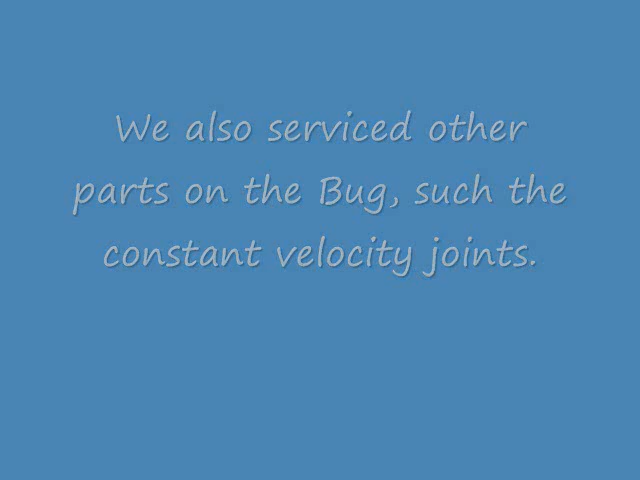 We also serviced other
parts on the Bug, such the
constant velocity joints.